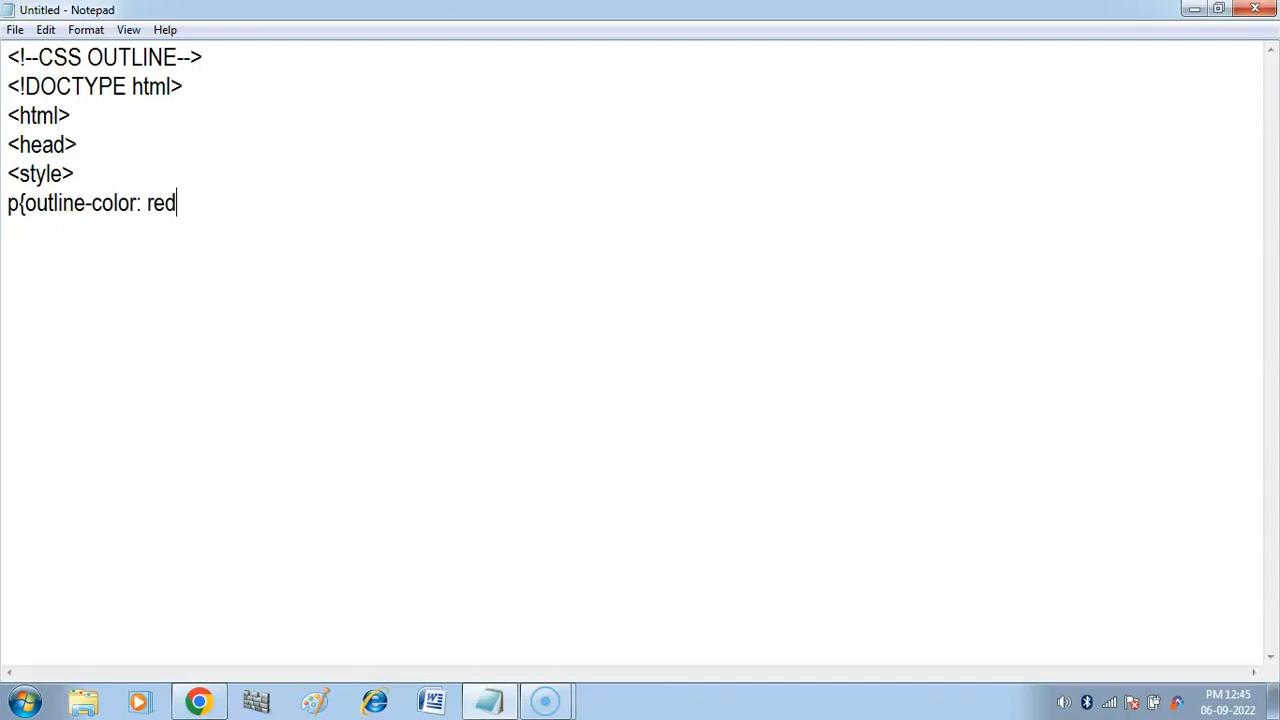 Untitled - Notepad
File Edit Format View Help
<!--CSS OUTLINE-->
<!DOCTYPE html>
<html>
<head>
<style>
p{outline-color: red
PM 12:45
06-09-2022